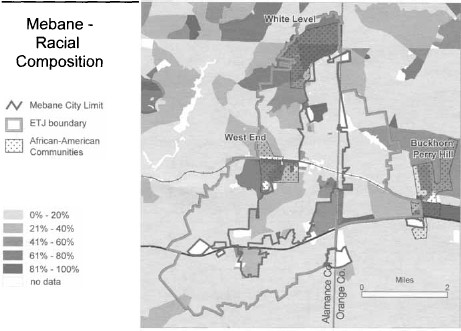 Mebane -
Racial
Composition
Mebane City Limit
ETJ boundary
African-American
Communities
0% - 20%
21% - 40%
41% - 60%
61% - 80%
81% - 100%
no data
White Level
West End
Buckhorn
Perry Hill
Alamance Co.
Orange Co.
Miles
0
2